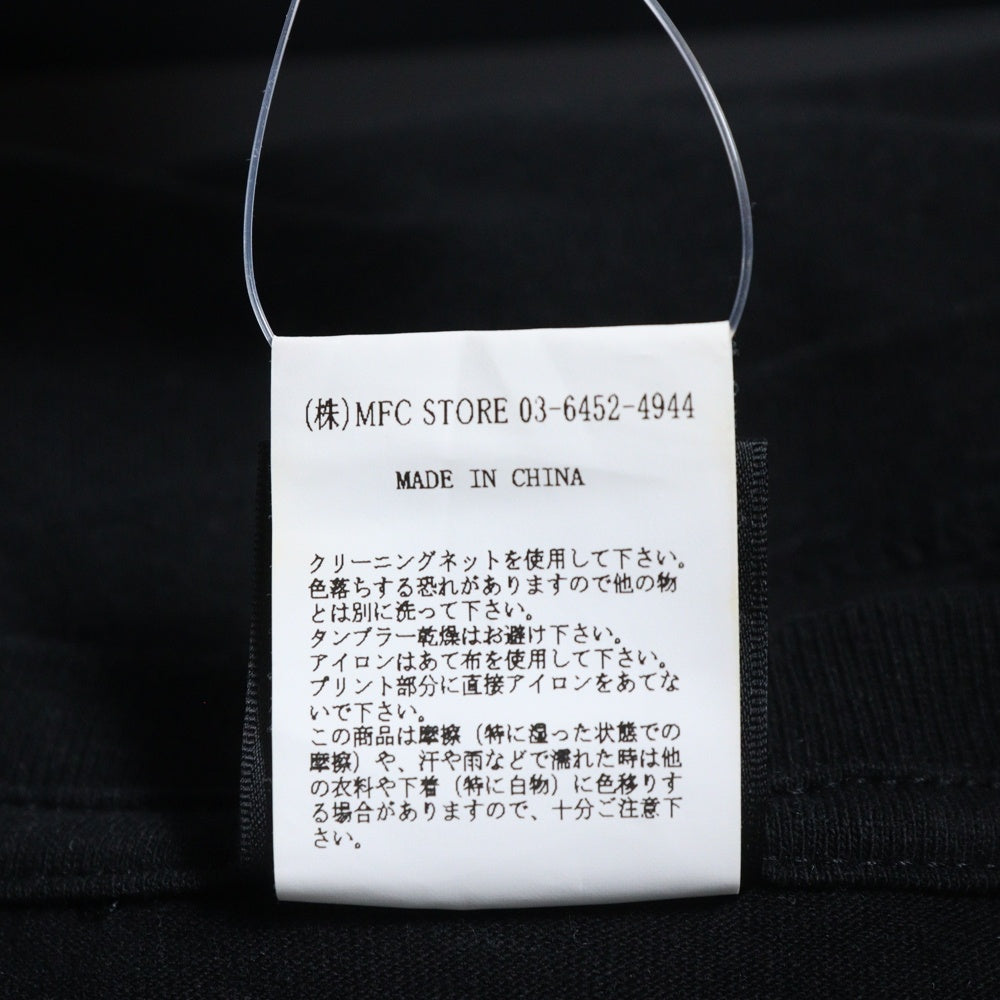 (株)MFC STORE 03-6452-4944
MADE IN CHINA
クリーニングネットを使用して下さい。
色落ちする恐れがありますので他の物
とは別に洗って下さい。
タンブラー乾燥はお避け下さい。
アイロンはあて布を使用して下さい。
プリント部分に直接アイロンをあてな
いで下さい。
この商品は摩擦（特に湿った状態での
摩擦）や、汗や雨などで濡れた時は他
の衣料や下着（特に白物）に色移りす
る場合がありますので、十分ご注意下
さい。